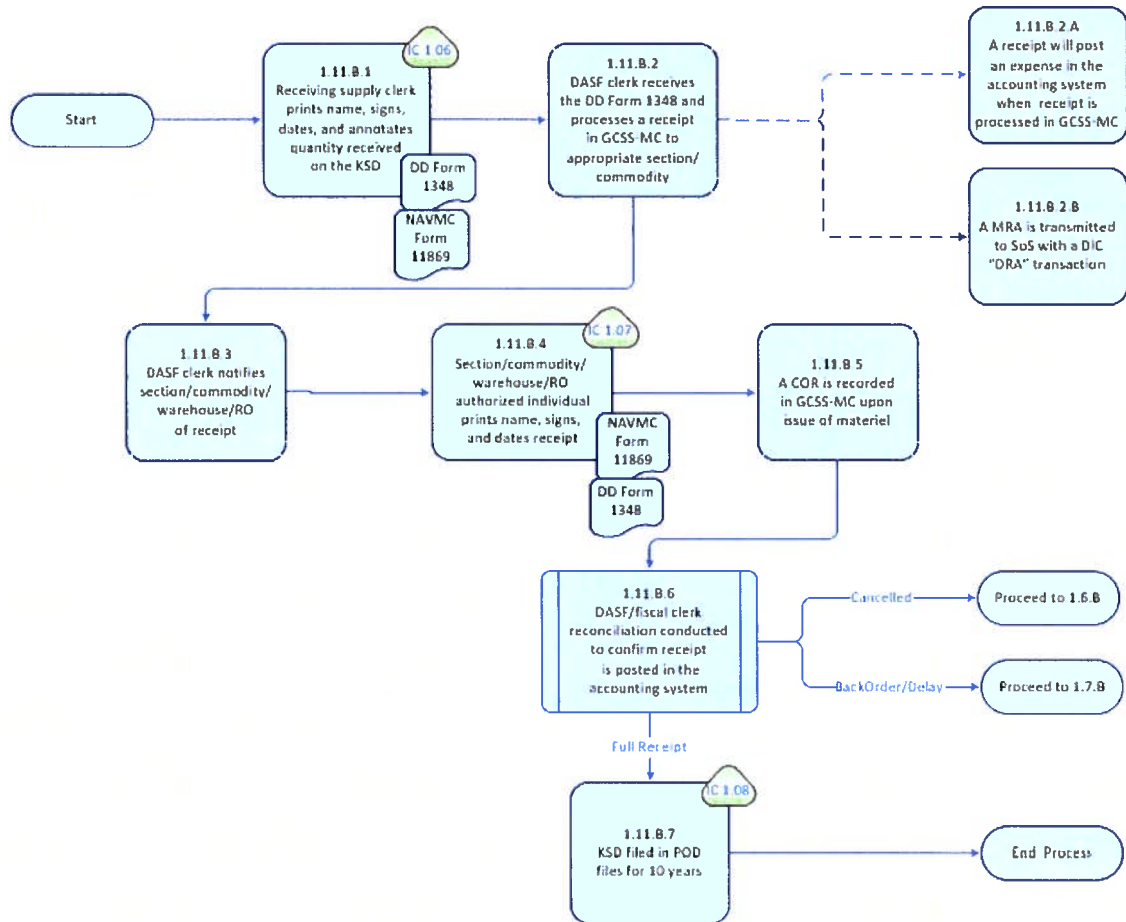 Start
IC 1.06
1.11.B.1
Receiving supply clerk
prints name, signs,
dates, and annotates
quantity received
on the KSD
DD Form
1348
NAVMC
Form
11869
1.11.B.2
DASF clerk receives
the DD Form 1348 and
processes a receipt
in GCSS-MC to
appropriate section/
commodity
1.11.B.2.A
A receipt will post
an expense in the
accounting system
when receipt is
processed in GCSS-MC
1.11.B.2.B
A MRA is transmitted
to SoS with a DIC
"DRA" transaction
1.11.B.3
DASF clerk notifies
section/commodity/
warehouse/RO
of receipt
IC 1.07
1.11.B.4
Section/commodity/
warehouse/RO
authorized individual
prints name, signs,
and dates receipt
NAVMC
Form
11869
DD Form
1348
1.11.B.5
A COR is recorded
in GCSS-MC upon
issue of materiel
1.11.B.6
DASF/fiscal clerk
reconciliation conducted
to confirm receipt
is posted in the
accounting system
Cancelled
Proceed to 1.6.B
BackOrder/Delay
Proceed to 1.7.B
Full Receipt
IC 1.08
1.11.B.7
KSD filed in POD
files for 10 years
End Process